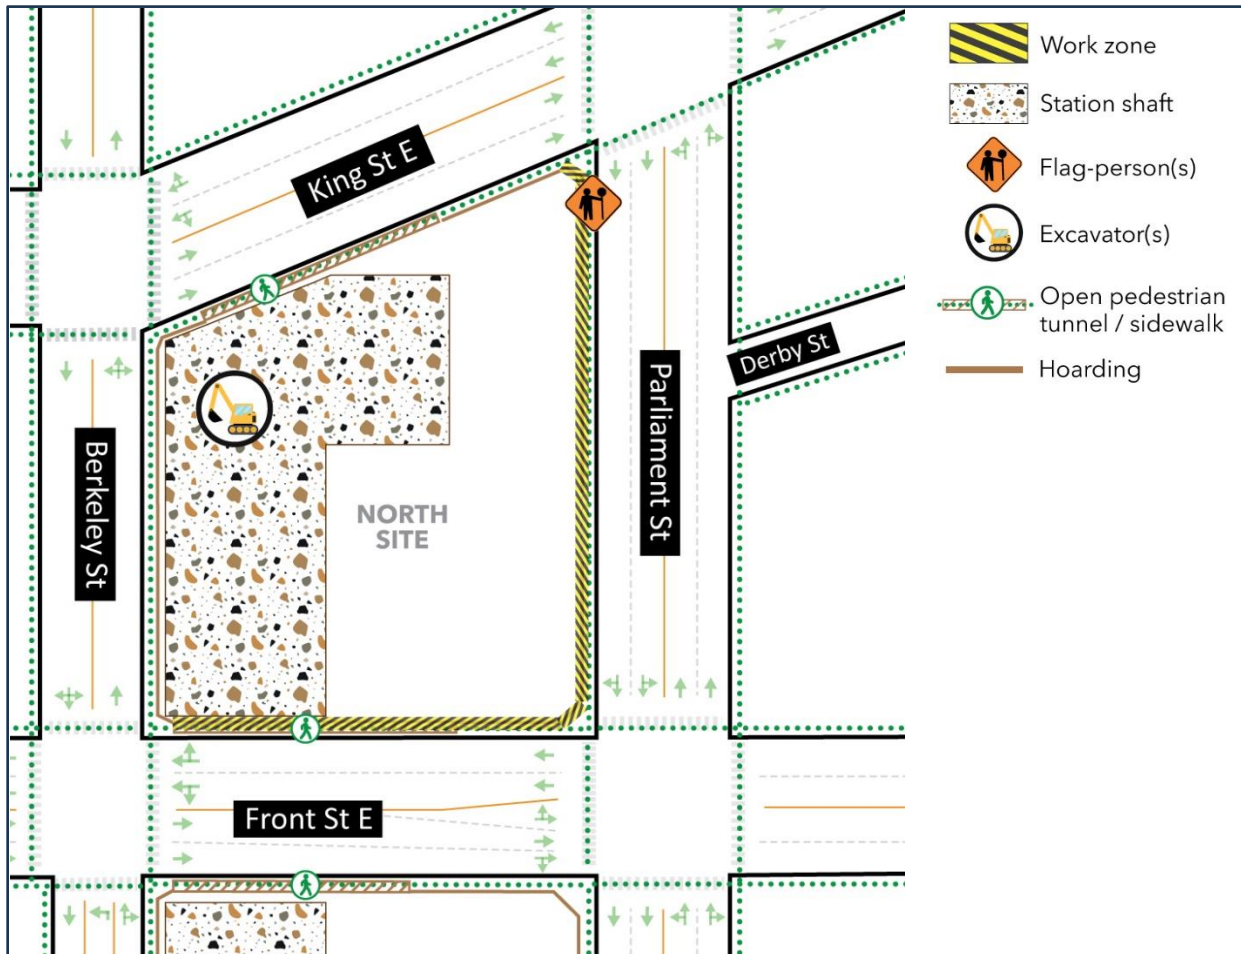 King St E
Berkeley St
NORTH
SITE
Parliament St
Derby St
Front St E
Work zone
Station shaft
Flag-person(s)
Excavator(s)
Open pedestrian
tunnel / sidewalk
Hoarding